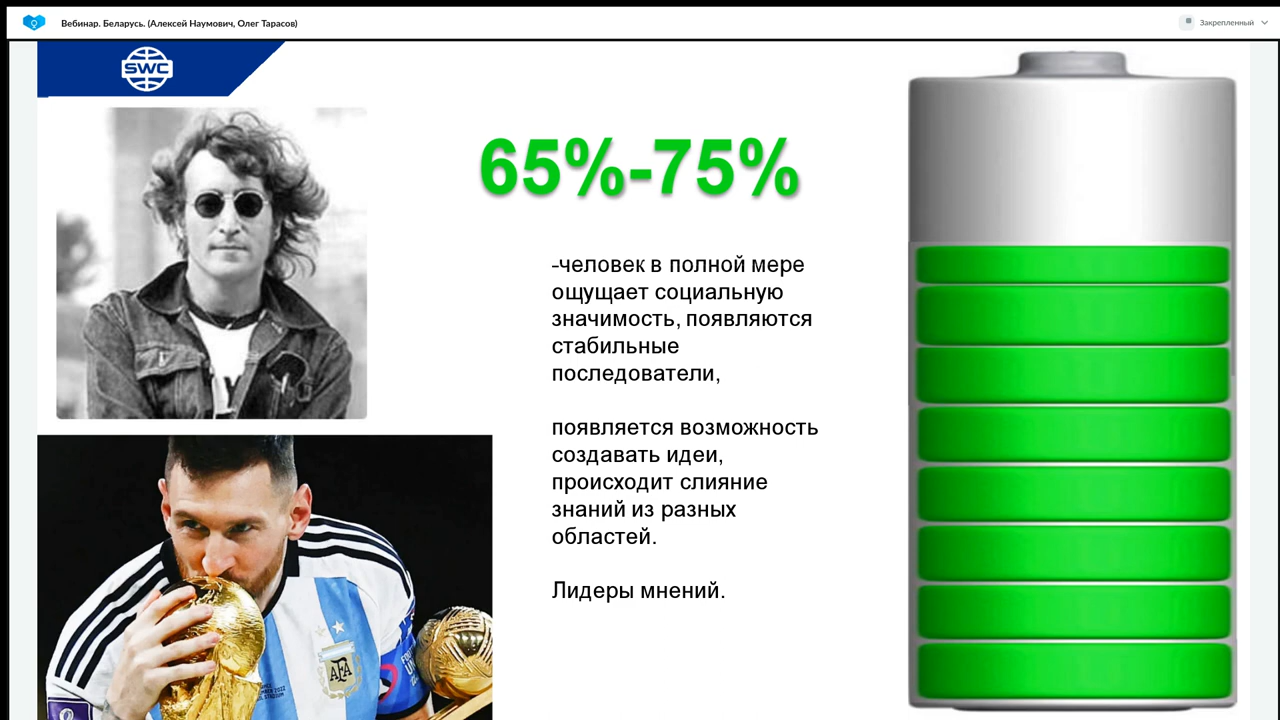 Вебинар. Беларусь. (Алексей Наумович, Олег Тарасов)
Закрепленный
SWC
65%-75%
-человек в полной мере
ощущает социальную
значимость, появляются
стабильные
последователи,
появляется возможность
создавать идеи,
происходит слияние
знаний из разных
областей.
Лидеры мнений.
AFA